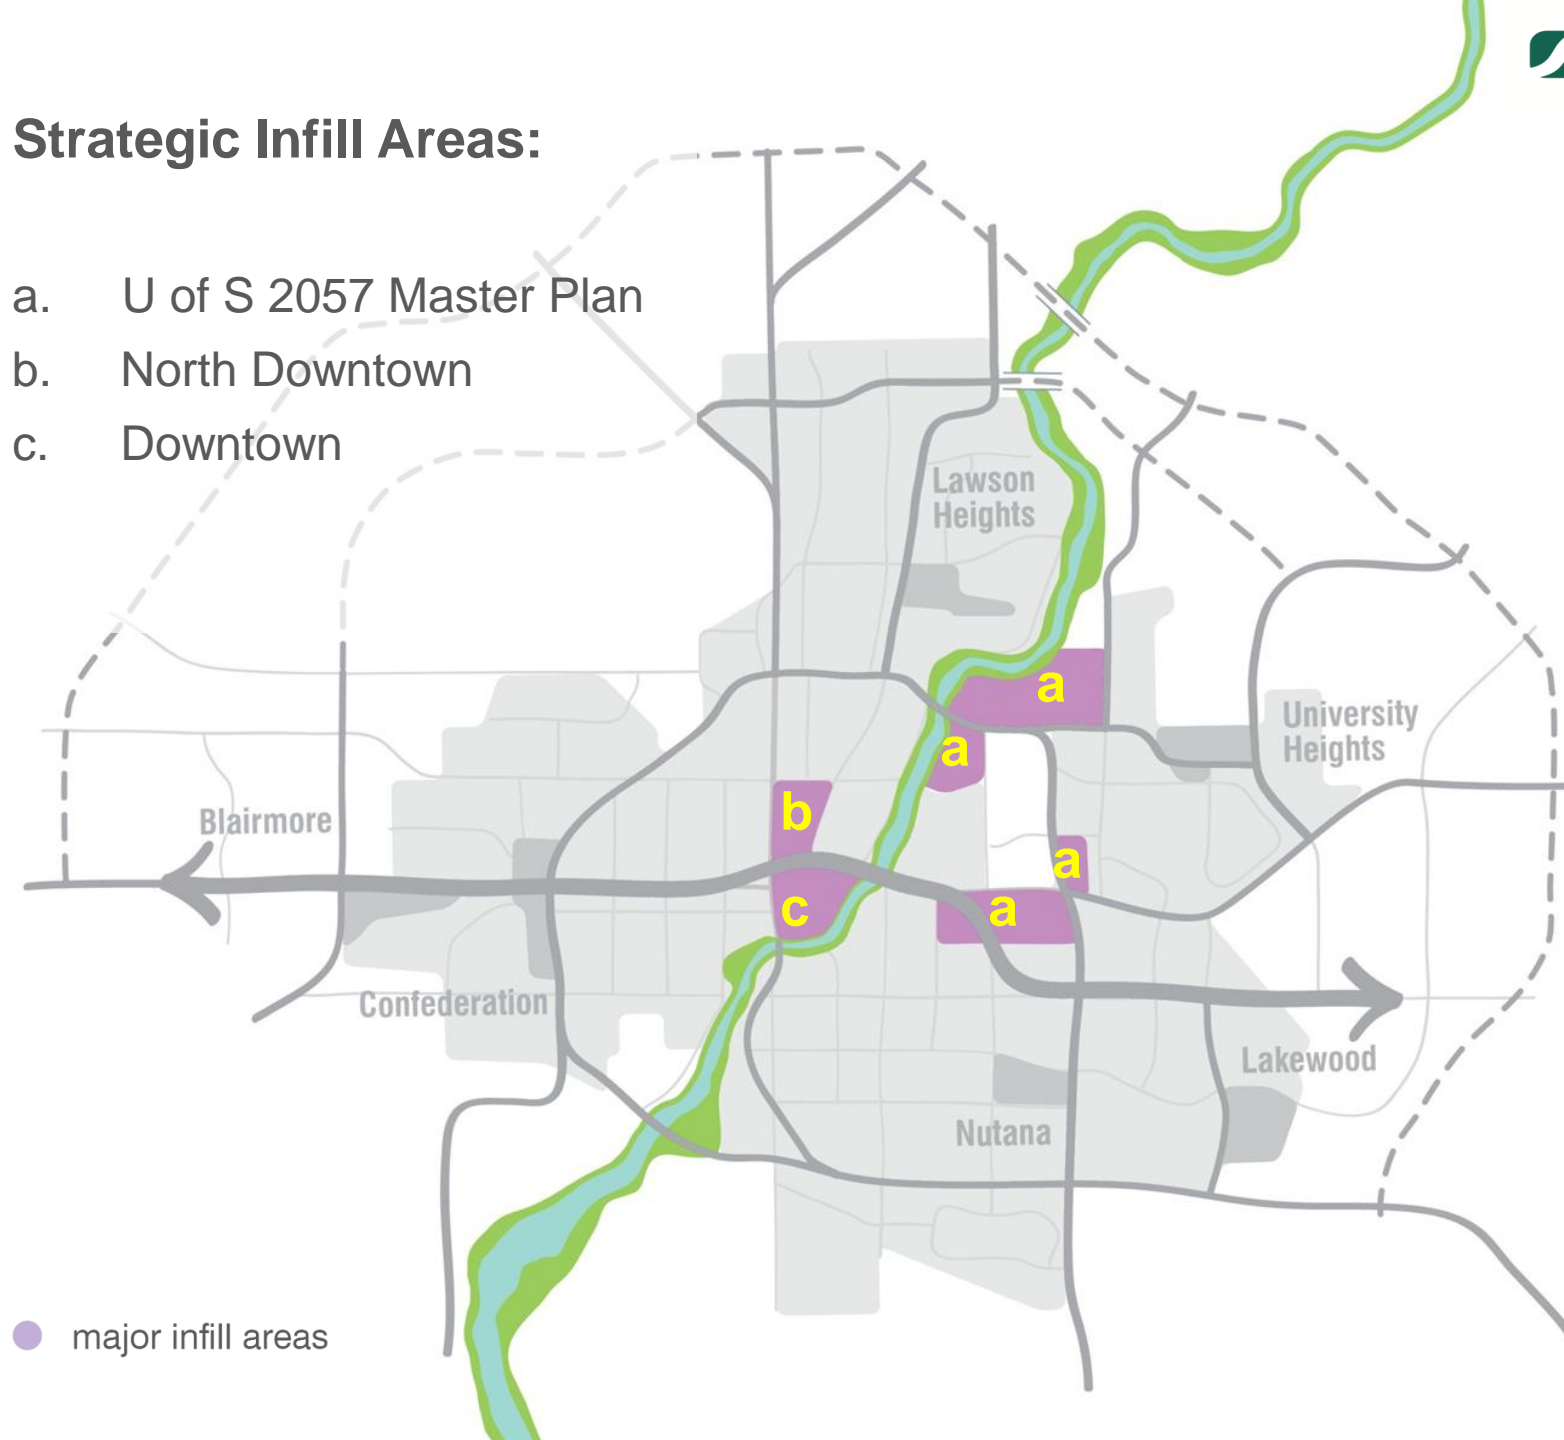 Strategic Infill Areas:
a. U of S 2057 Master Plan
b. North Downtown
c. Downtown
Lawson
Heights
a
University
Heights
a
b
Blairmore
a
c
a
Confederation
Lakewood
Nutana
major infill areas